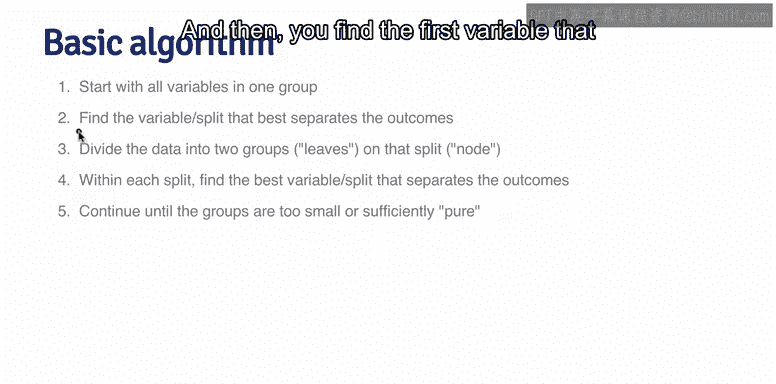 And then, you find the first variable that
Basic algorithm
1. Start with all variables in one group
2. Find the variable/split that best separates the outcomes
3. Divide the data into two groups ("leaves") on that split ("node")
4. Within each split, find the best variable/split that separates the outcomes
5. Continue until the groups are too small or sufficiently "pure"